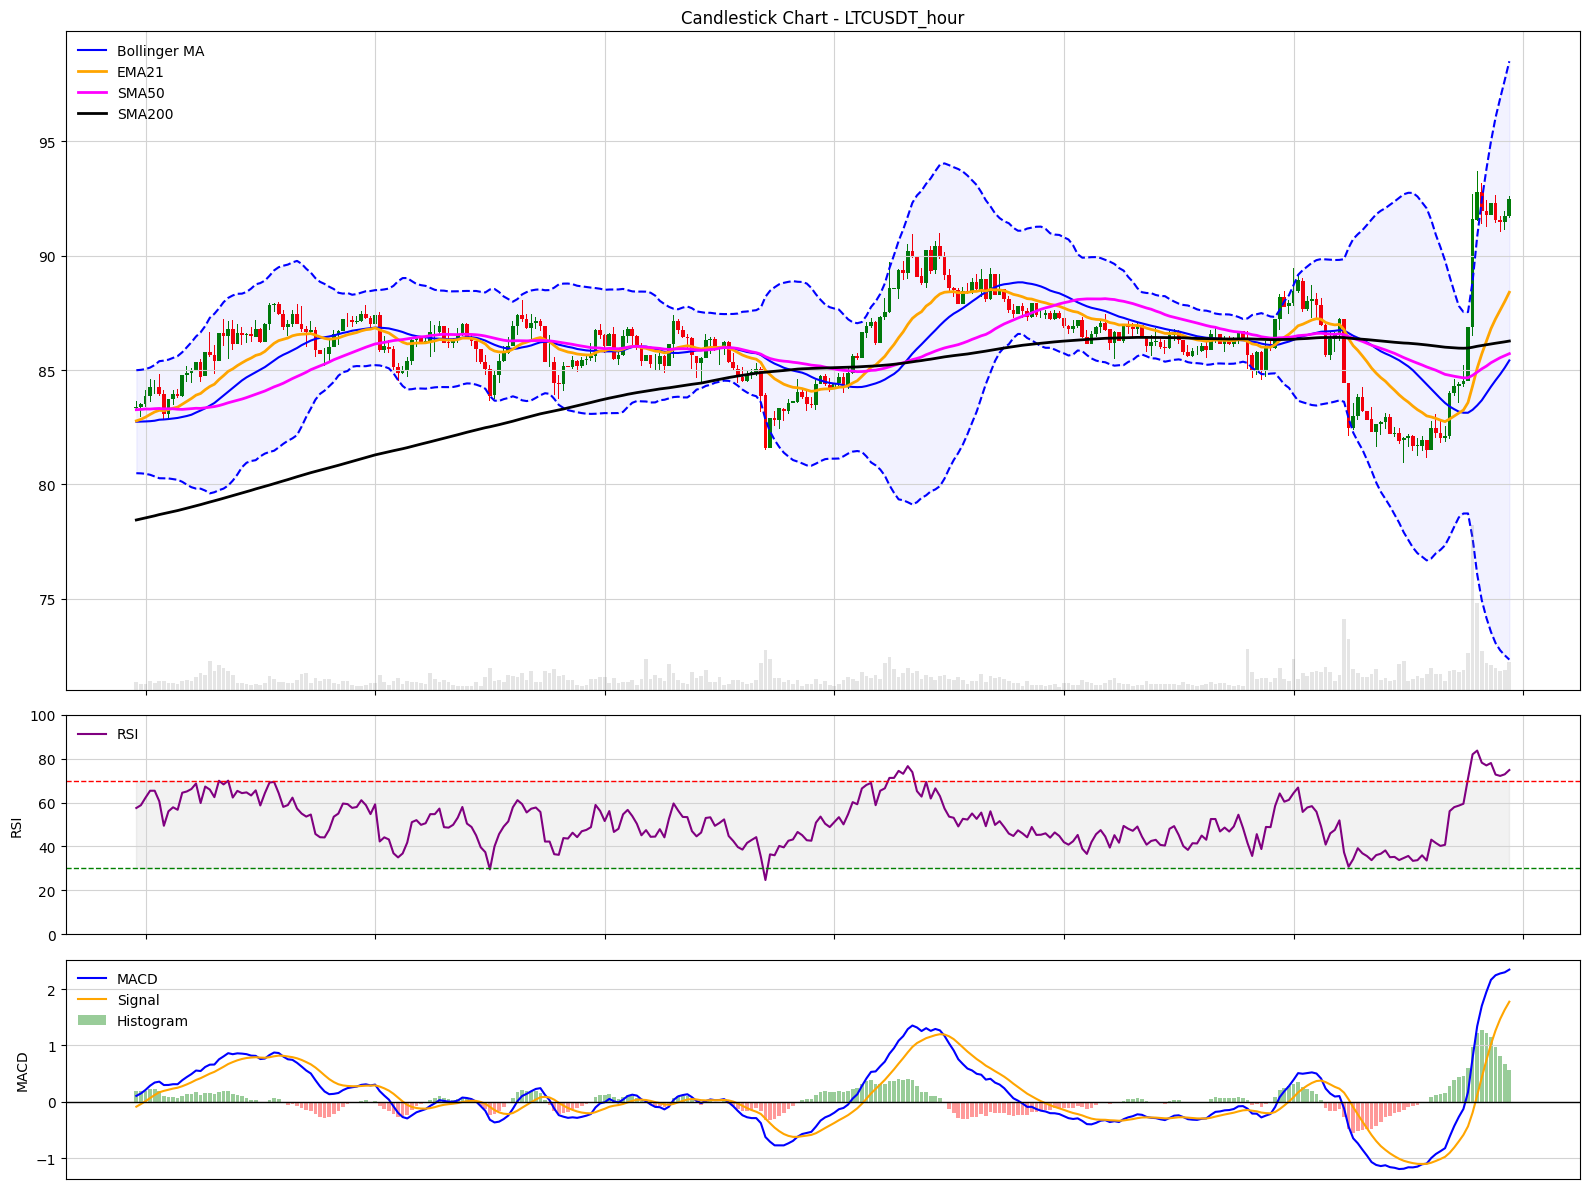 Candlestick Chart - LTCUSDT_hour
Bollinger MA
EMA21
SMA50
SMA200
95
90
85
80
75
RSI
100
80
60
40
20
0
RSI
MACD
Signal
Histogram
2
1
0
−1
MACD